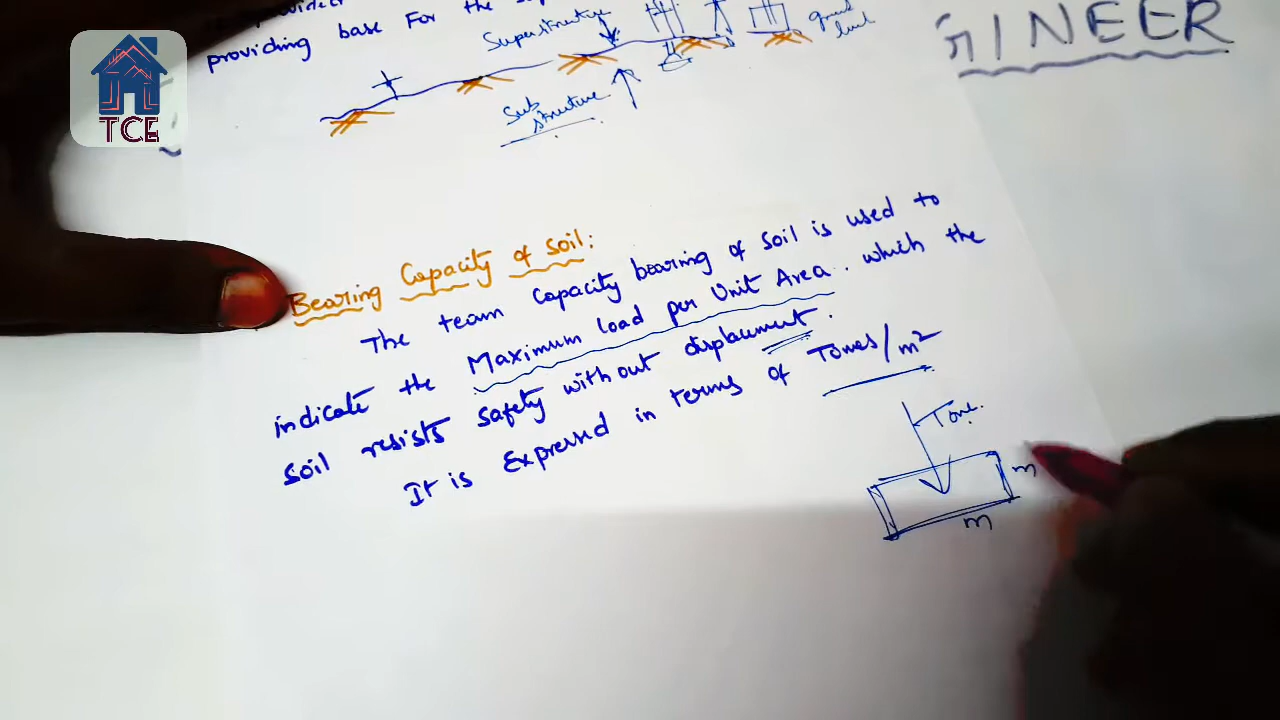 providing base For the
Superstructure
Sub
structure
GINEER
TCE
Bearing Capacity of soil:
The team Capacity bearing of soil is used to
indicate the Maximum load per Unit Area. which the
soil resists safety without displacement.
It is Expressed in terms of Tones/m²
Tone.
m
m